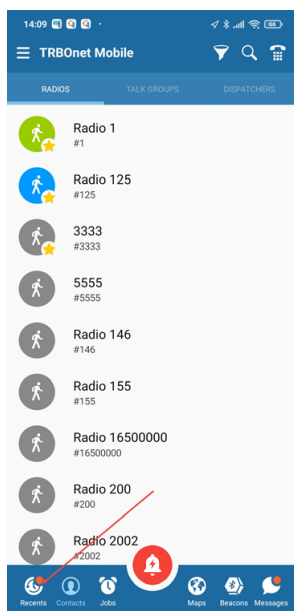 14:09
66
TRBOnet Mobile
RADIOS
TALK GROUPS
DISPATCHERS
Radio 1
#1
Radio 125
#125
3333
#3333
5555
#5555
Radio 146
#146
Radio 155
#155
Radio 16500000
#16500000
Radio 200
#200
Radio 2002
#2002
Recents
Contacts
Jobs
Maps
Beacons
Messages